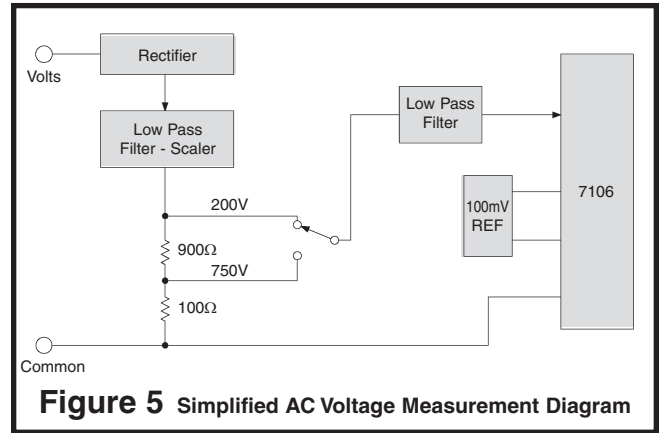 Rectifier
Volts
Low Pass
Filter - Scaler
Low Pass
Filter
200V
7106
100mV
REF
900Ω
750V
100Ω
Common
Figure 5 Simplified AC Voltage Measurement Diagram